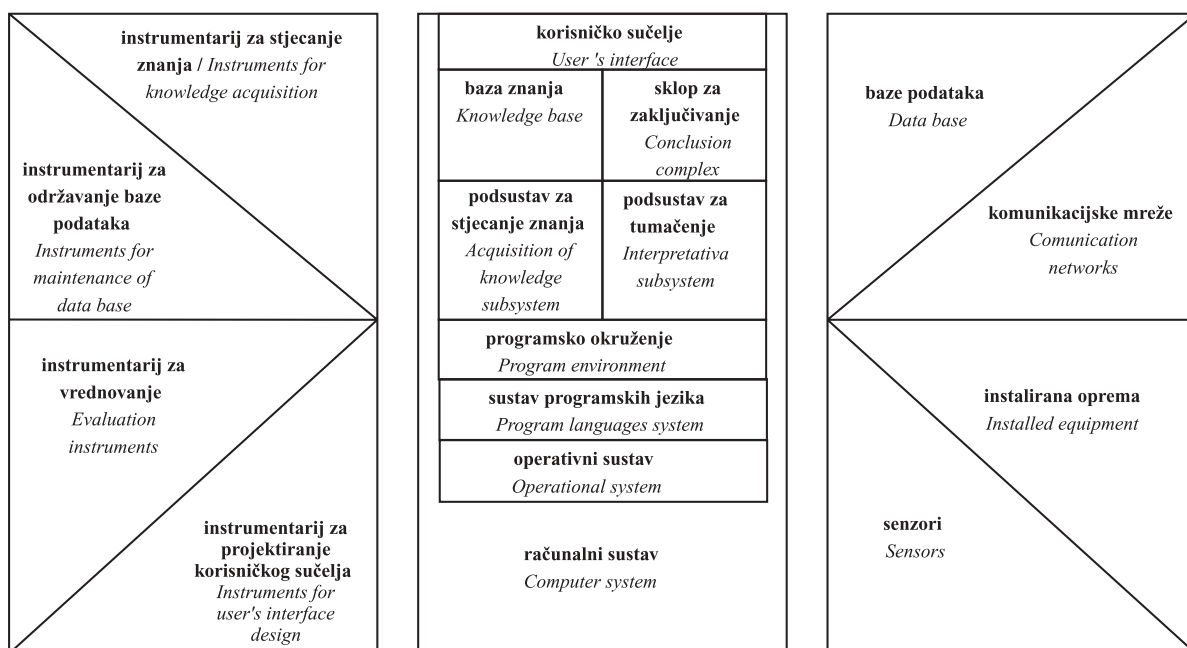 instrumentarij za stjecanje
znanja / Instruments for
knowledge acquisition
instrumentarij za
održavanje baze
podataka
Instruments for
maintenance of
data base
instrumentarij za
vrednovanje
Evaluation
instruments
instrumentarij za
projektiranje
korisničkog sučelja
Instruments for
user's interface
design
korisničko sučelje
User 's interface
baza znanja
Knowledge base
sklop za
zaključivanje
Conclusion
complex
podsustav za
stjecanje znanja
Acquisition of
knowledge
subsystem
podsustav za
tumačenje
Interpretativa
subsystem
programsko okruženje
Program environment
sustav programskih jezika
Program languages system
operativni sustav
Operational system
računalni sustav
Computer system
baze podataka
Data base
komunikacijske mreže
Comunication
networks
instalirana oprema
Installed equipment
senzori
Sensors